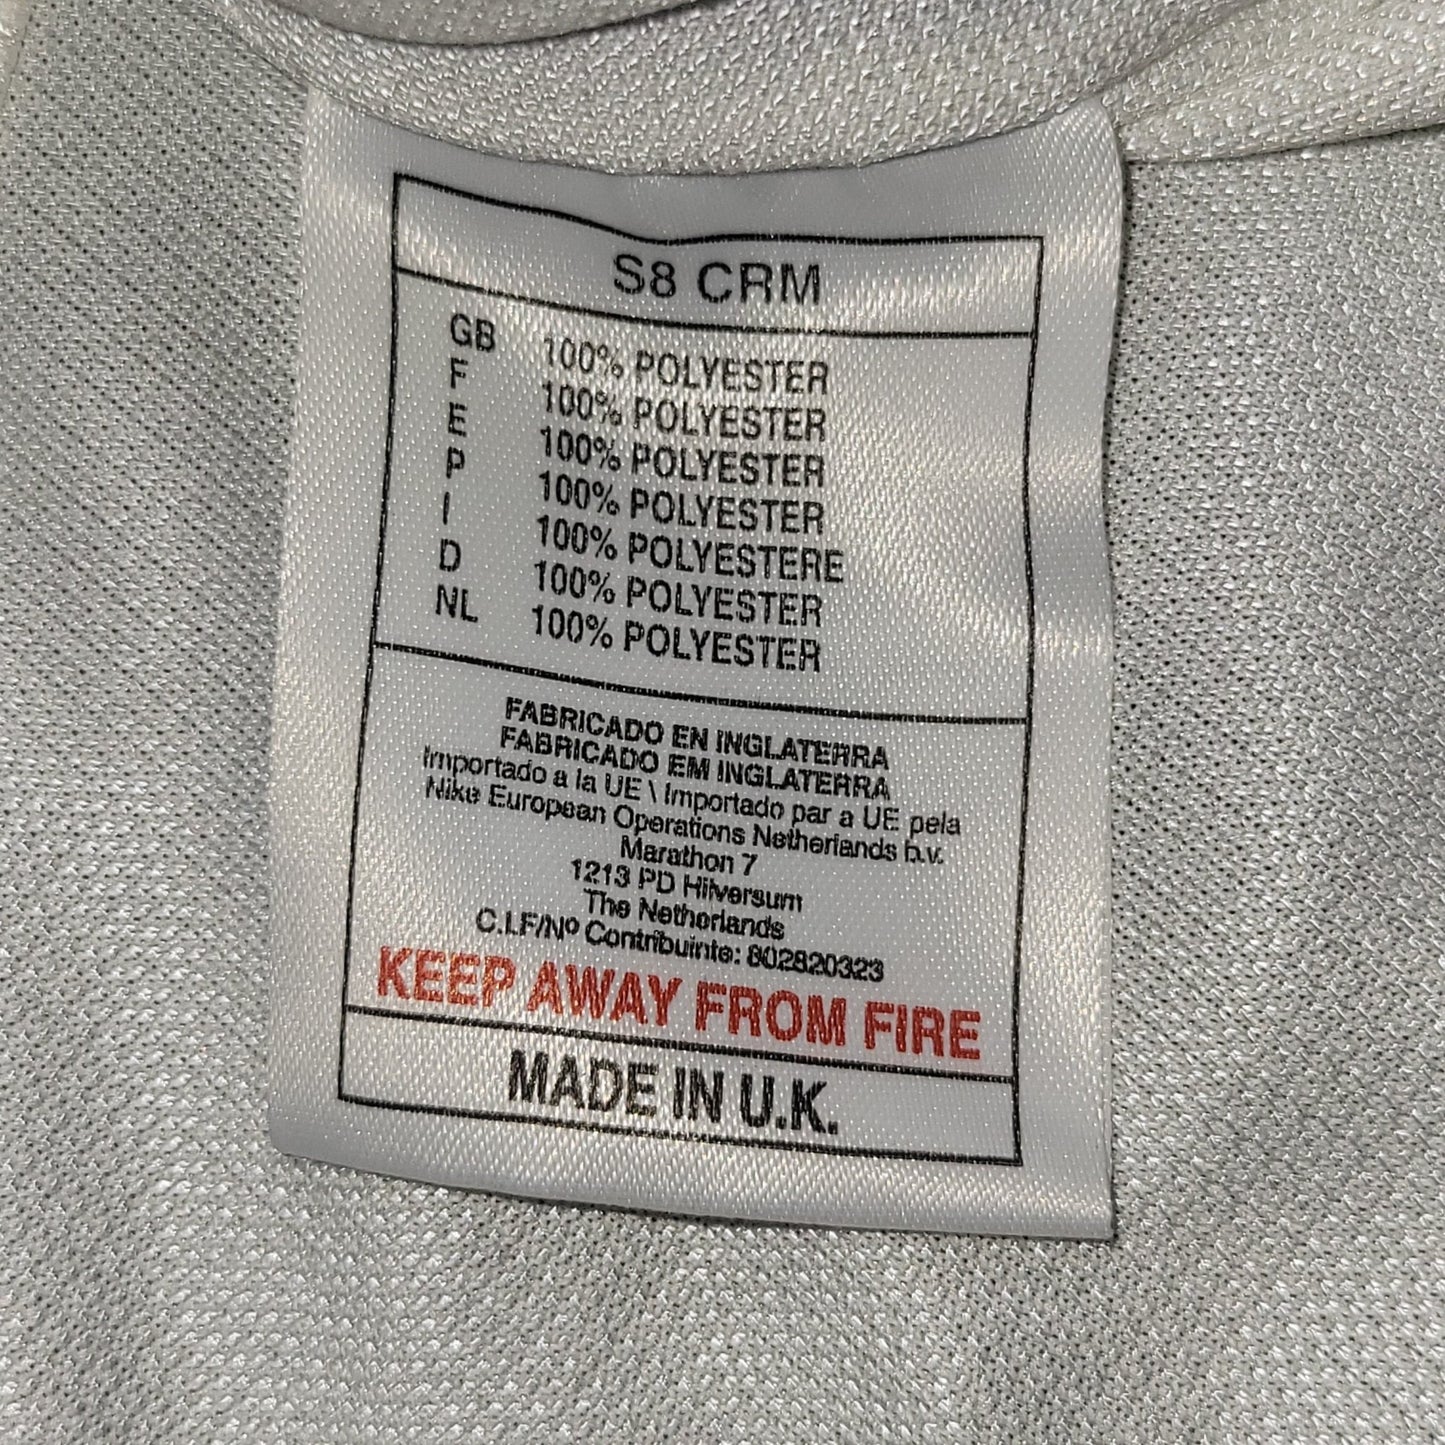 S8 CRM
GB 100% POLYESTER
F 100% POLYESTER
E 100% POLYESTER
P 100% POLYESTER
I 100% POLYESTERE
D 100% POLYESTER
NL 100% POLYESTER
FABRICADO EN INGLATERRA
FABRICADO EM INGLATERRA
Importado a la UE \ Importado par a UE pela
Nike European Operations Netherlands b.v.
Marathon 7
1213 PD Hilversum
The Netherlands
C.I.F/Nº Contribuinte: 802820323
KEEP AWAY FROM FIRE
MADE IN U.K.